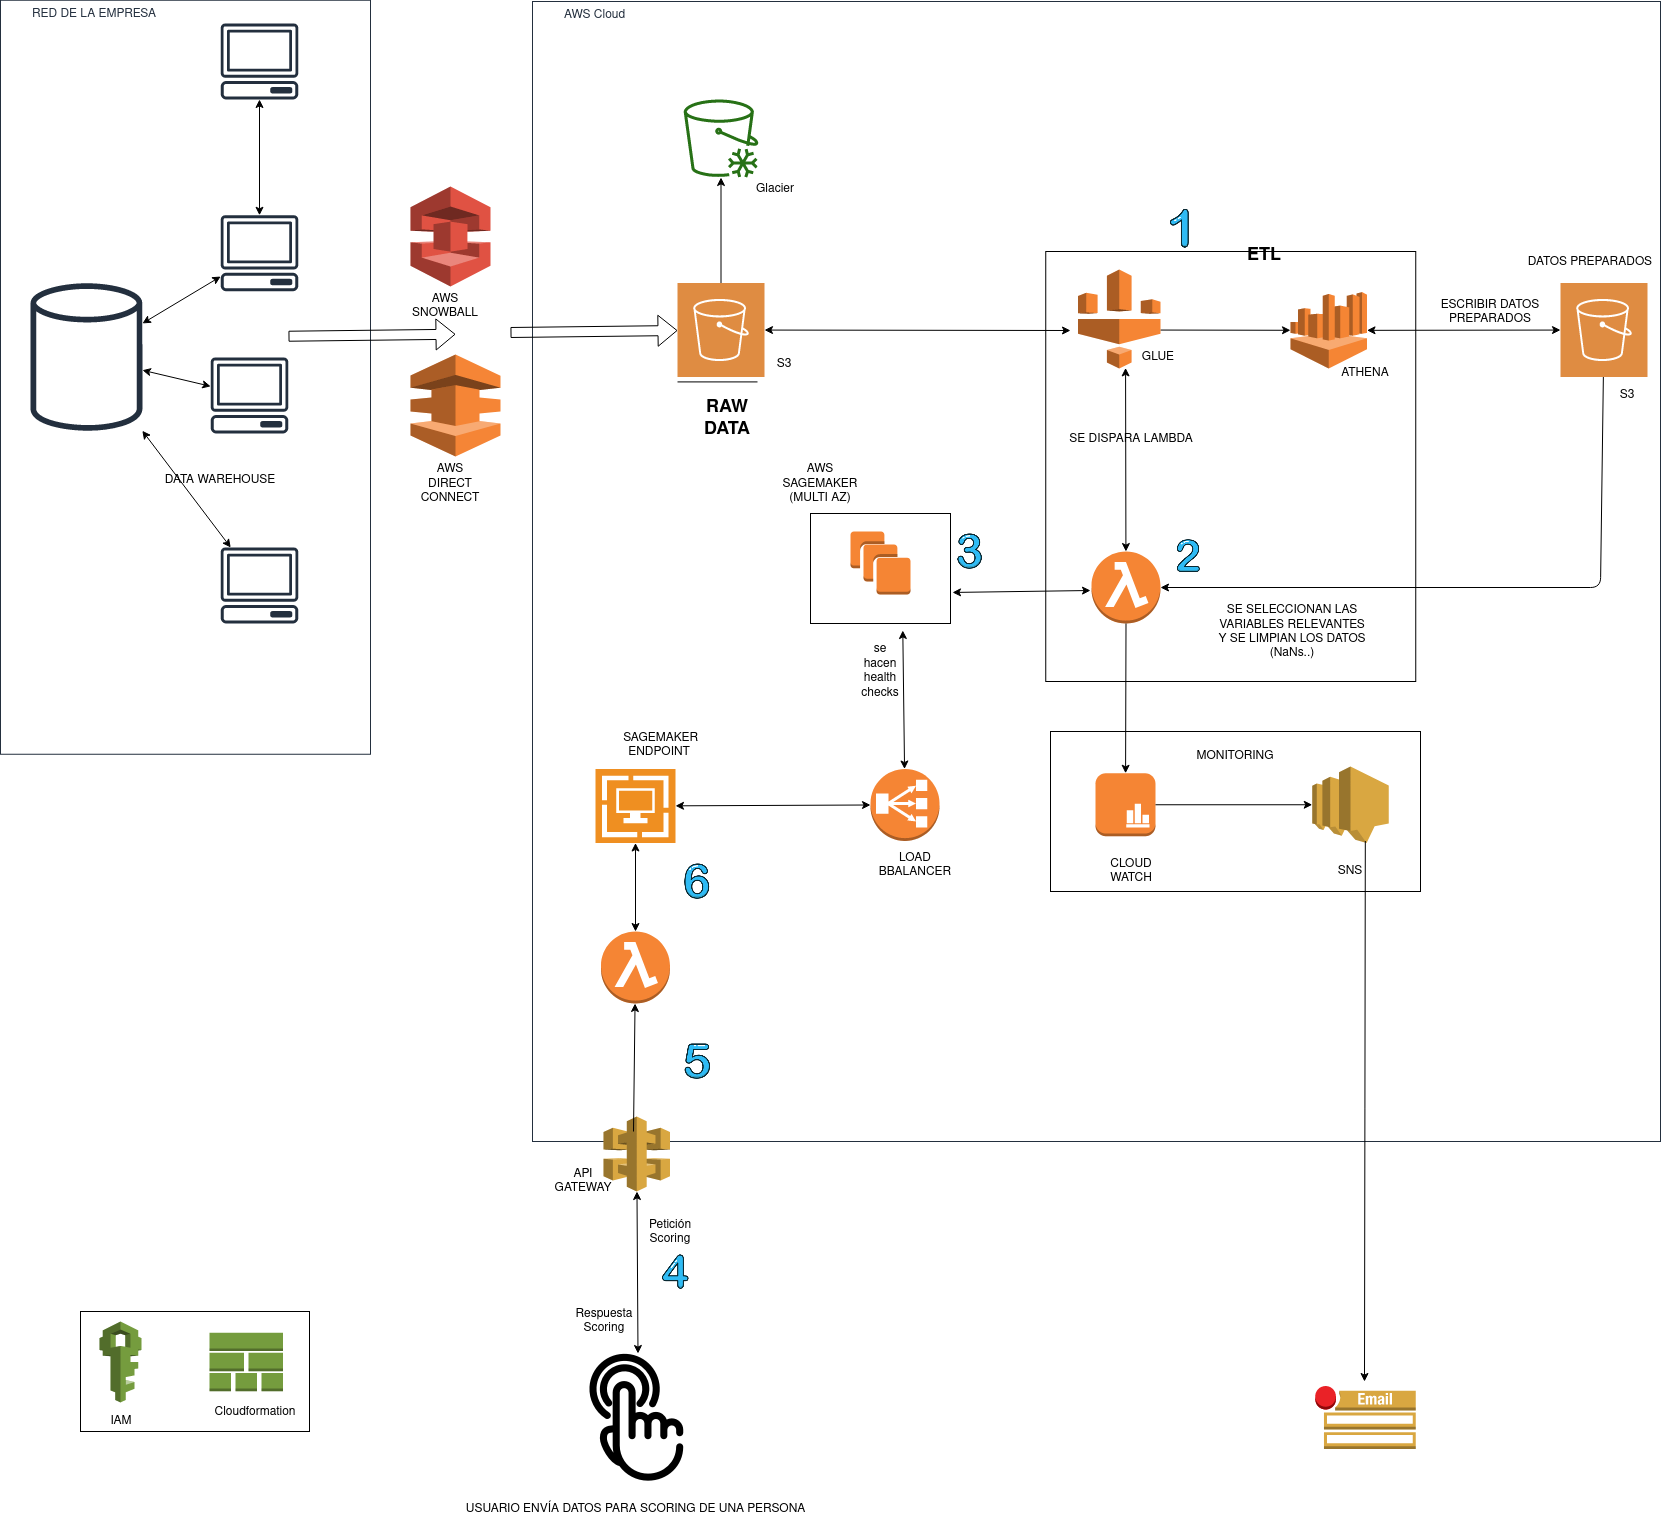 RED DE LA EMPRESA
AWS Cloud
Glacier
1
ETL
DATOS PREPARADOS
AWS
SNOWBALL
ESCRIBIR DATOS
PREPARADOS
GLUE
S3
ATHENA
S3
RAW
DATA
SE DISPARA LAMBDA
AWS
DIRECT
CONNECT
AWS
SAGEMAKER
(MULTI AZ)
DATA WAREHOUSE
3
2
SE SELECCIONAN LAS
VARIABLES RELEVANTES
Y SE LIMPIAN LOS DATOS
(NaNs..)
se
hacen
health
checks
SAGEMAKER
ENDPOINT
MONITORING
LOAD
BBALANCER
CLOUD
WATCH
SNS
6
5
API
GATEWAY
Petición
Scoring
4
Respuesta
Scoring
IAM
Cloudformation
Email
USUARIO ENVÍA DATOS PARA SCORING DE UNA PERSONA